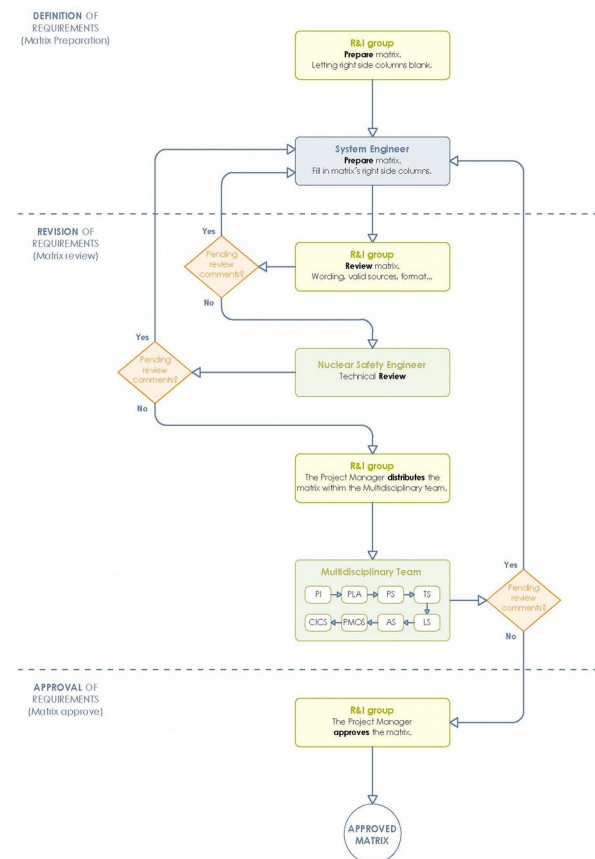 DEFINITION OF
REQUIREMENTS
(Matrix Preparation)
R&I group
Prepare matrix.
Letting right side columns blank.
System Engineer
Prepare matrix.
Fill in matrix's right side columns.
REVISION OF
REQUIREMENTS
(Matrix review)
Yes
Pending
review
comments?
R&I group
Review matrix.
Wording, valid sources, format...
No
Yes
Pending
review
comments?
Nuclear Safety Engineer
Technical Review
No
R&I group
The Project Manager distributes the
matrix within the Multidisciplinary team.
Multidisciplinary Team
PI
PLA
PS
TS
CICS
PMOS
AS
LS
Yes
Pending
review
comments?
No
APPROVAL OF
REQUIREMENTS
(Matrix approve)
R&I group
The Project Manager
approves the matrix.
APPROVED
MATRIX